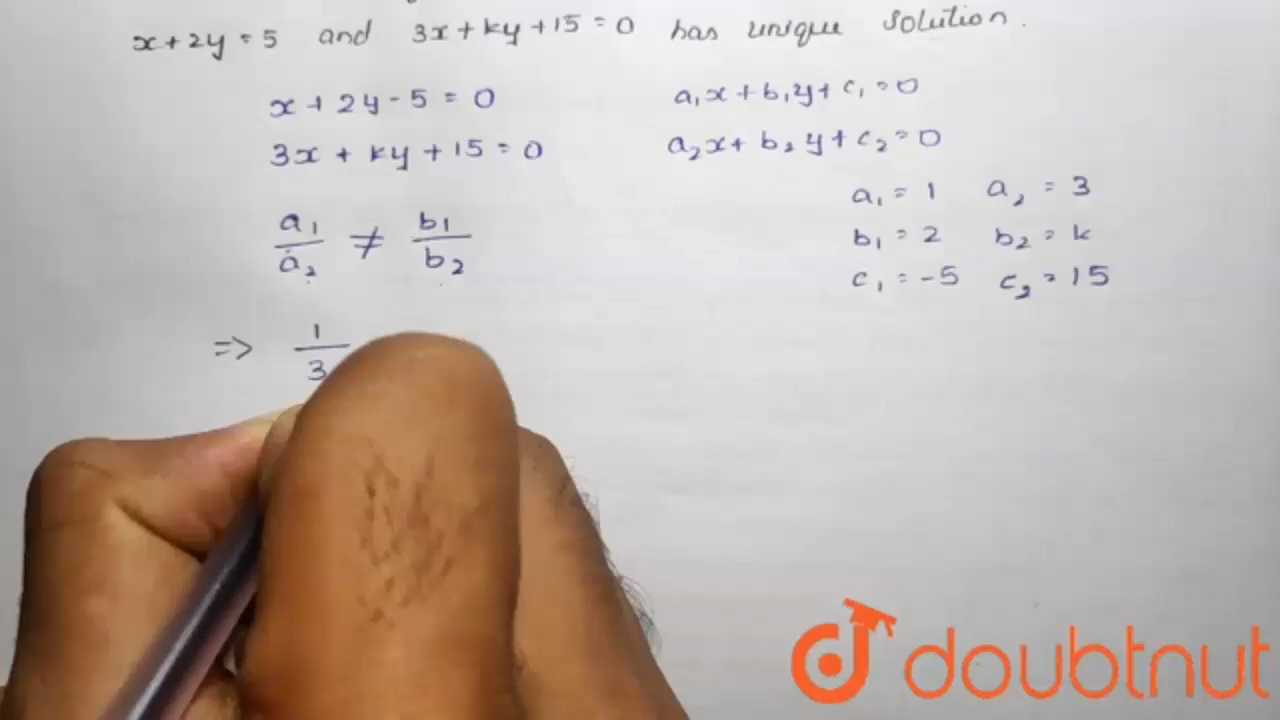 x + 2y = 5 and 3x + ky + 15 = 0 has unique solution.
x + 2y - 5 = 0
3x + ky + 15 = 0
a₁x + b₁y + c₁ = 0
a₂x + b₂y + c₂ = 0
a₁ = 1 a₂ = 3
b₁ = 2 b₂ = k
c₁ = -5 c₂ = 15
a₁/a₂ ≠ b₁/b₂
=> 1/3
doubtnut